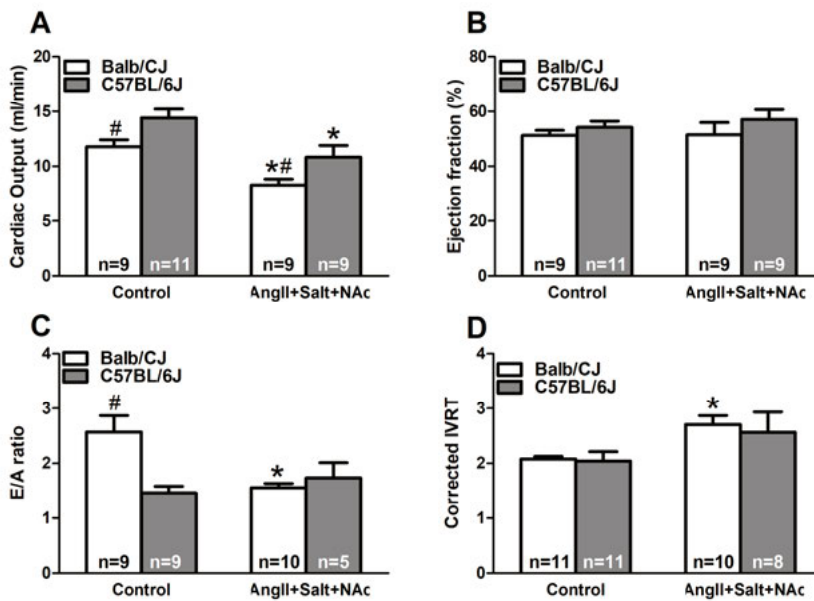 A
Cardiac Output (ml/min)
20
15
10
5
0
Balb/CJ
C57BL/6J
#
*#
*
n=9
n=11
n=9
n=9
Control
AngII+Salt+NAc
B
Ejection fraction (%)
80
60
40
20
0
Balb/CJ
C57BL/6J
n=9
n=11
n=9
n=9
Control
AngII+Salt+NAc
C
E/A ratio
4
3
2
1
0
Balb/CJ
C57BL/6J
#
*
n=9
n=9
n=10
n=5
Control
AngII+Salt+NAc
D
Corrected IVRT
4
3
2
1
0
Balb/CJ
C57BL/6J
*
n=11
n=11
n=10
n=8
Control
AngII+Salt+NAc